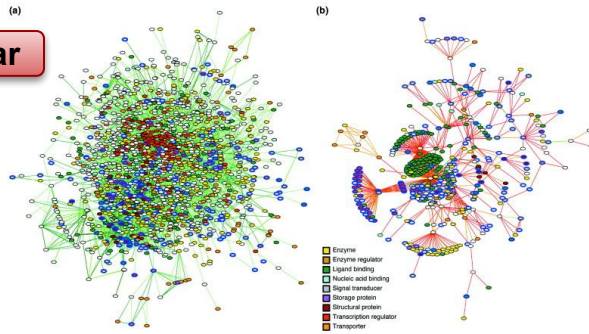 (a)
(b)
ar
Enzyme
Enzyme regulator
Ligand binding
Nucleic acid binding
Signal transducer
Storage protein
Structural protein
Transcription regulator
Transporter